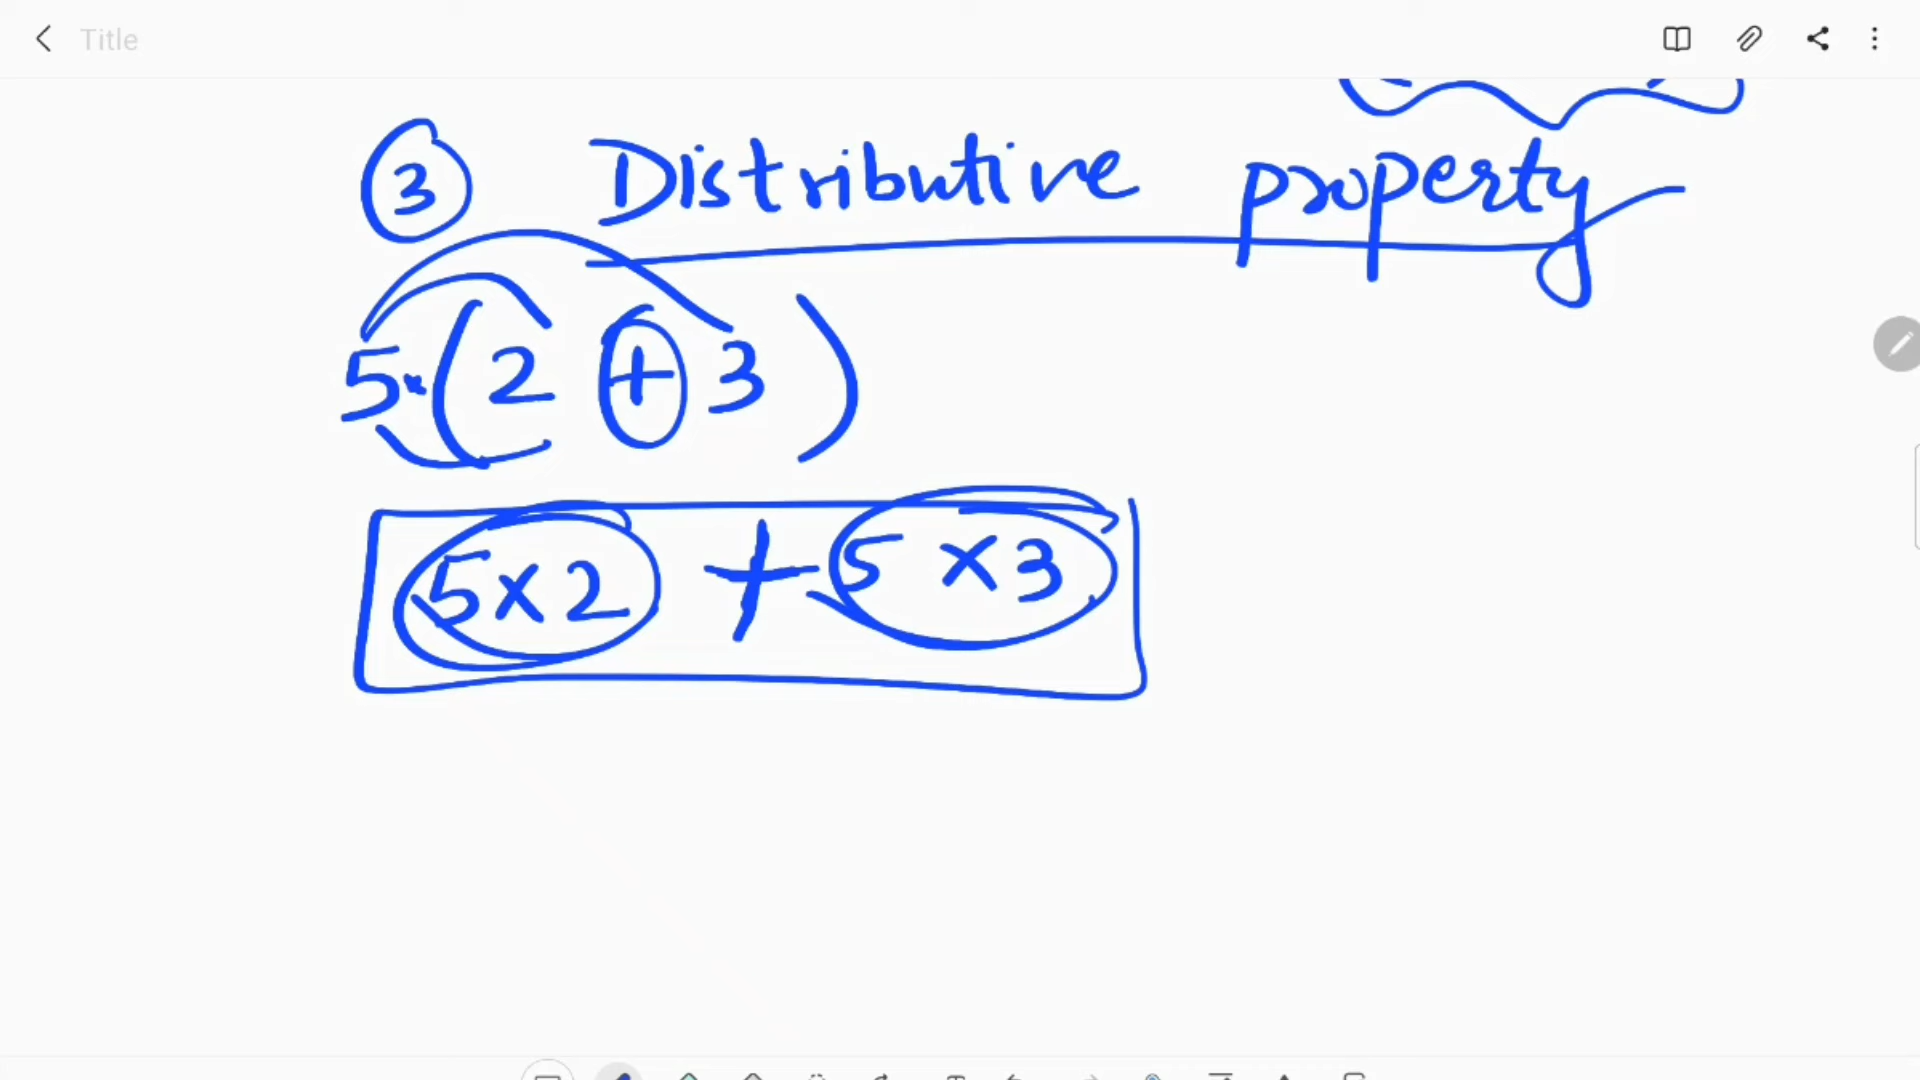 Title
3 Distributive property
5×(2 + 3)
5×2 + 5×3